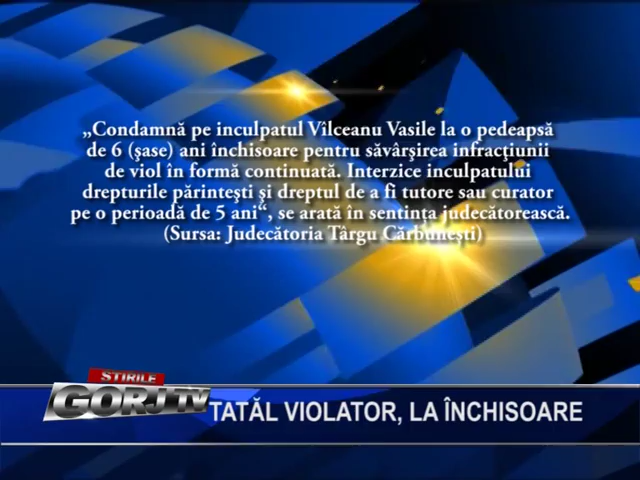 „Condamnă pe inculpatul Vîlceanu Vasile la o pedeapsă
de 6 (şase) ani închisoare pentru săvârşirea infracţiunii
de viol în formă continuată. Interzice inculpatului
drepturile părinteşti şi dreptul de a fi tutore sau curator
pe o perioadă de 5 ani“, se arată în sentinţa judecătorească.
(Sursa: Judecătoria Târgu Cărbuneşti)
STIRILE
GORJ TV
TATĂL VIOLATOR, LA ÎNCHISOARE